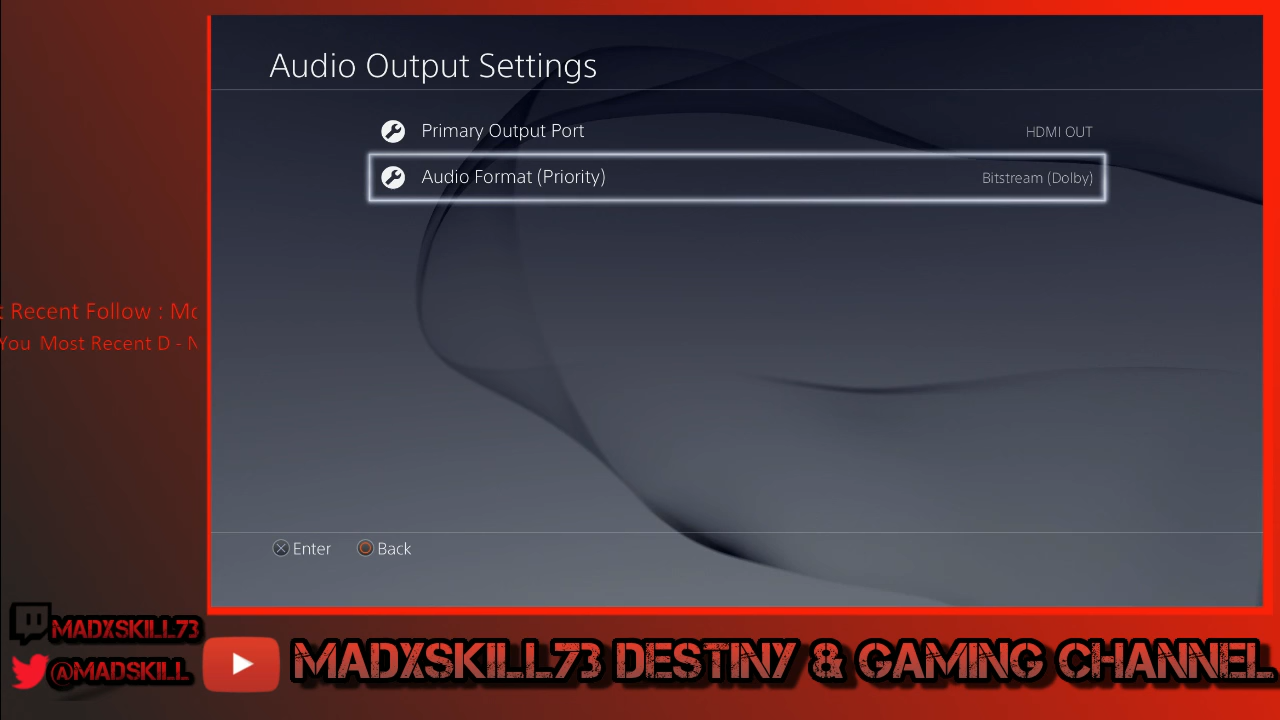 Audio Output Settings
Primary Output Port HDMI OUT
Audio Format (Priority) Bitstream (Dolby)
Recent Follow : Mo
You Most Recent D - N
Enter Back
MADXSKILL73
@MADSKILL
MADXSKILL73 DESTINY & GAMING CHANNEL